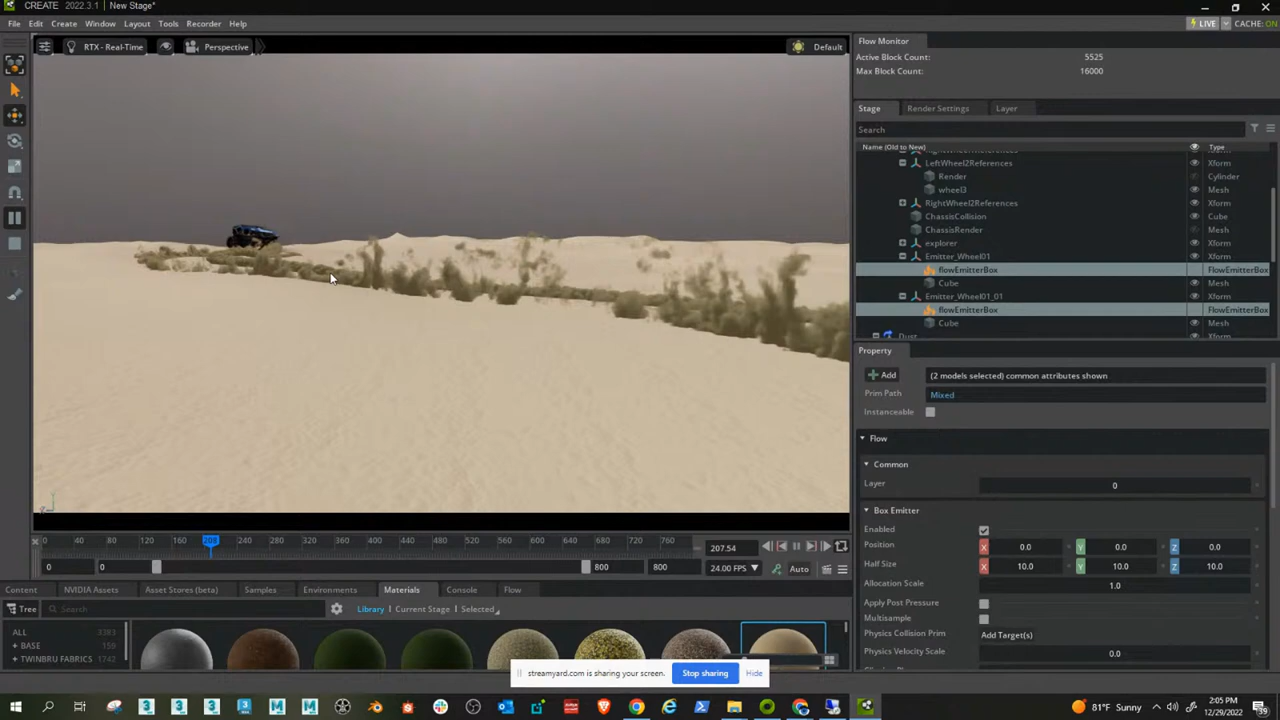 CREATE 2022.3.1 | New Stage*
File Edit Create Window Layout Tools Recorder Help
LIVE CACHE: ON
RTX - Real-Time Perspective Default
Flow Monitor
Active Block Count: 5525
Max Block Count: 16000
Stage Render Settings Layer
Search
Name (Old to New) Type
Xform
LeftWheel2References Xform
Render Cylinder
wheel3 Mesh
RightWheel2References Xform
ChassisCollision Cube
ChassisRender Mesh
explorer Xform
Emitter_Wheel01 Xform
flowEmitterBox FlowEmitterBox
Cube Mesh
Emitter_Wheel01_01 Xform
flowEmitterBox FlowEmitterBox
Cube Mesh
Dust Xform
Property
Add (2 models selected) common attributes shown
Prim Path Mixed
Instanceable
Flow
Common
Layer 0
Box Emitter
Enabled
Position X 0.0 Y 0.0 Z 0.0
Half Size X 10.0 Y 10.0 Z 10.0
Allocation Scale 1.0
Apply Post Pressure
Multisample
Physics Collision Prim Add Target(s)
Physics Velocity Scale 0.0
0 40 80 120 160 208 240 280 320 360 400 440 480 520 560 600 640 680 720 760 207.54
0 0 800 800 24.00 FPS Auto
Content NVIDIA Assets Asset Stores (beta) Samples Environments Materials Console Flow
Tree Search Library | Current Stage | Selected
ALL 3383
+ BASE 159
+ TWINBRU FABRICS 1742
streamyard.com is sharing your screen. Stop sharing Hide
81°F Sunny 2:05 PM
12/29/2022 39